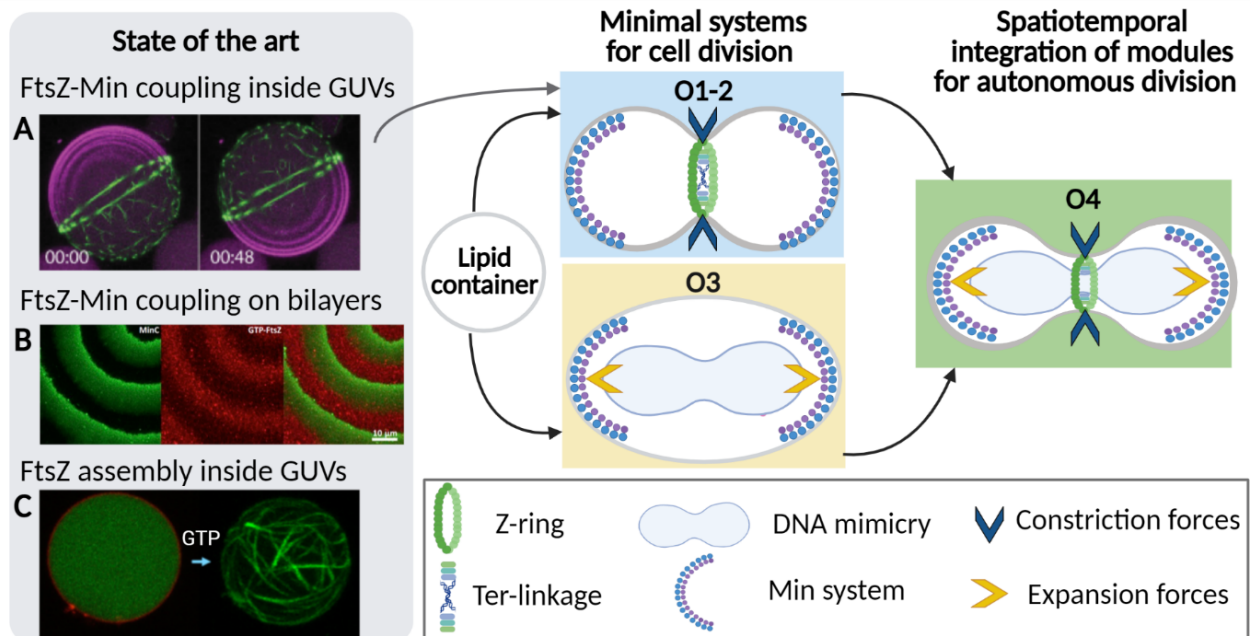 State of the art
FtsZ-Min coupling inside GUVs
A
00:00
00:48
FtsZ-Min coupling on bilayers
B
MinC
GTP-FtsZ
10 µm
FtsZ assembly inside GUVs
C
GTP
Lipid
container
Minimal systems
for cell division
O1-2
O3
Spatiotemporal
integration of modules
for autonomous division
O4
Z-ring
DNA mimicry
Constriction forces
Ter-linkage
Min system
Expansion forces